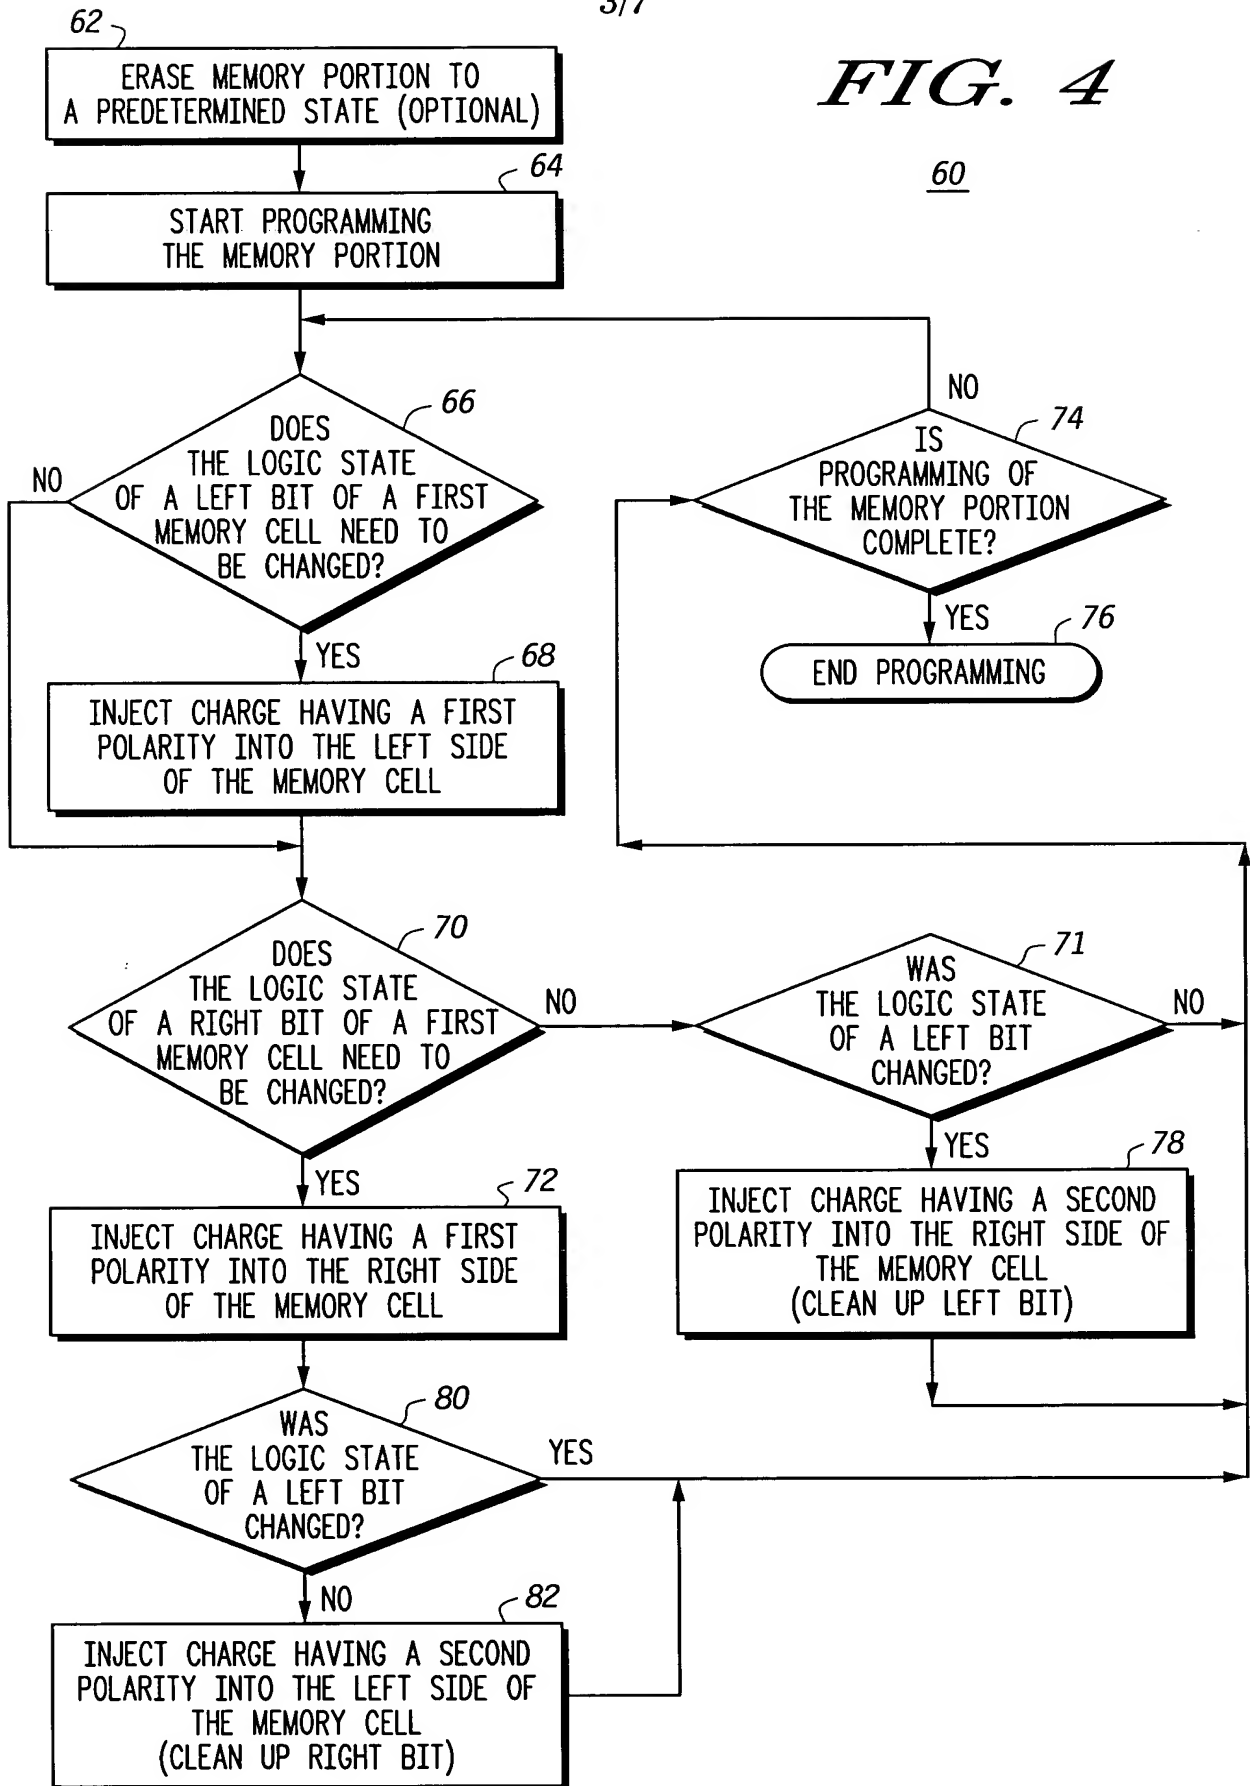 3/7
FIG. 4
60
62
ERASE MEMORY PORTION TO
A PREDETERMINED STATE (OPTIONAL)
64
START PROGRAMMING
THE MEMORY PORTION
66
DOES
THE LOGIC STATE
OF A LEFT BIT OF A FIRST
MEMORY CELL NEED TO
BE CHANGED?
NO
YES
68
INJECT CHARGE HAVING A FIRST
POLARITY INTO THE LEFT SIDE
OF THE MEMORY CELL
NO
74
IS
PROGRAMMING OF
THE MEMORY PORTION
COMPLETE?
YES
76
END PROGRAMMING
70
DOES
THE LOGIC STATE
OF A RIGHT BIT OF A FIRST
MEMORY CELL NEED TO
BE CHANGED?
NO
YES
71
WAS
THE LOGIC STATE
OF A LEFT BIT
CHANGED?
NO
YES
78
INJECT CHARGE HAVING A SECOND
POLARITY INTO THE RIGHT SIDE OF
THE MEMORY CELL
(CLEAN UP LEFT BIT)
72
INJECT CHARGE HAVING A FIRST
POLARITY INTO THE RIGHT SIDE
OF THE MEMORY CELL
80
WAS
THE LOGIC STATE
OF A LEFT BIT
CHANGED?
YES
NO
82
INJECT CHARGE HAVING A SECOND
POLARITY INTO THE LEFT SIDE OF
THE MEMORY CELL
(CLEAN UP RIGHT BIT)